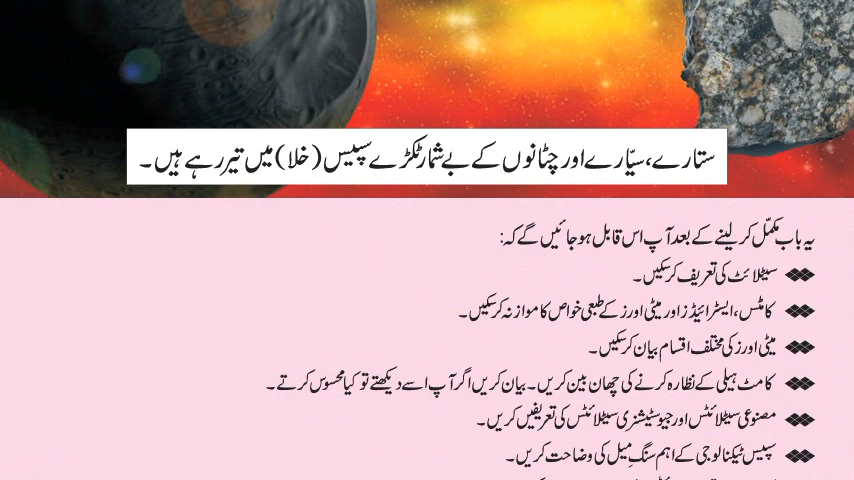 ستارے، سیّارے اور چٹانوں کے بے شمار ٹکڑے سپیس (خلا) میں تیر رہے ہیں۔
یہ باب مکمّل کر لینے کے بعد آپ اس قابل ہو جائیں گے کہ:
سیٹلائٹ کی تعریف کر سکیں۔
کامٹس، ایسٹرائیڈز اور میٹی اورز کے طبعی خواص کا موازنہ کر سکیں۔
میٹی اورز کی مختلف اقسام بیان کر سکیں۔
کامٹ ہیلی کے نظارہ کرنے کی چھان بین کریں۔ بیان کریں اگر آپ اسے دیکھتے تو کیا محسوس کرتے۔
مصنوعی سیٹلائٹس اور جیوسٹیشنری سیٹلائٹس کی تعریفیں کریں۔
سپیس ٹیکنالوجی کے اہم سنگِ میل کی وضاحت کریں۔